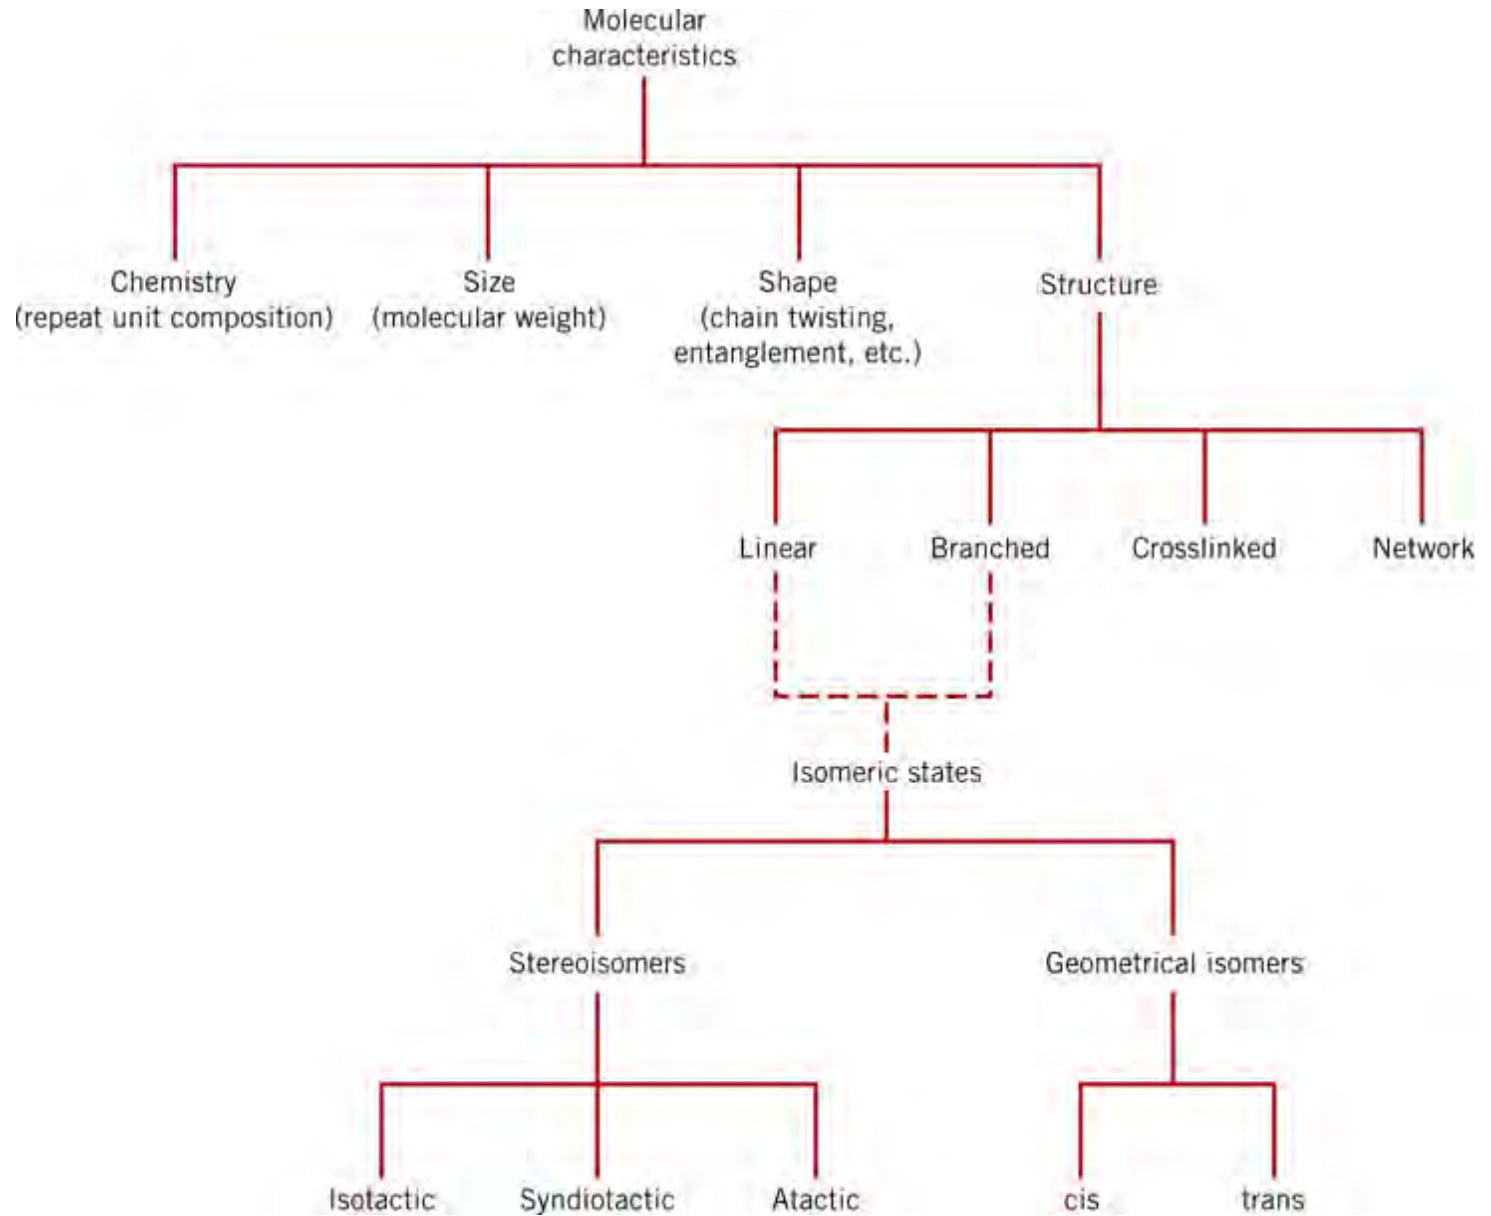 Molecular
characteristics
Chemistry
(repeat unit composition)
Size
(molecular weight)
Shape
(chain twisting,
entanglement, etc.)
Structure
Linear
Branched
Crosslinked
Network
Isomeric states
Stereoisomers
Geometrical isomers
Isotactic
Syndiotactic
Atactic
cis
trans